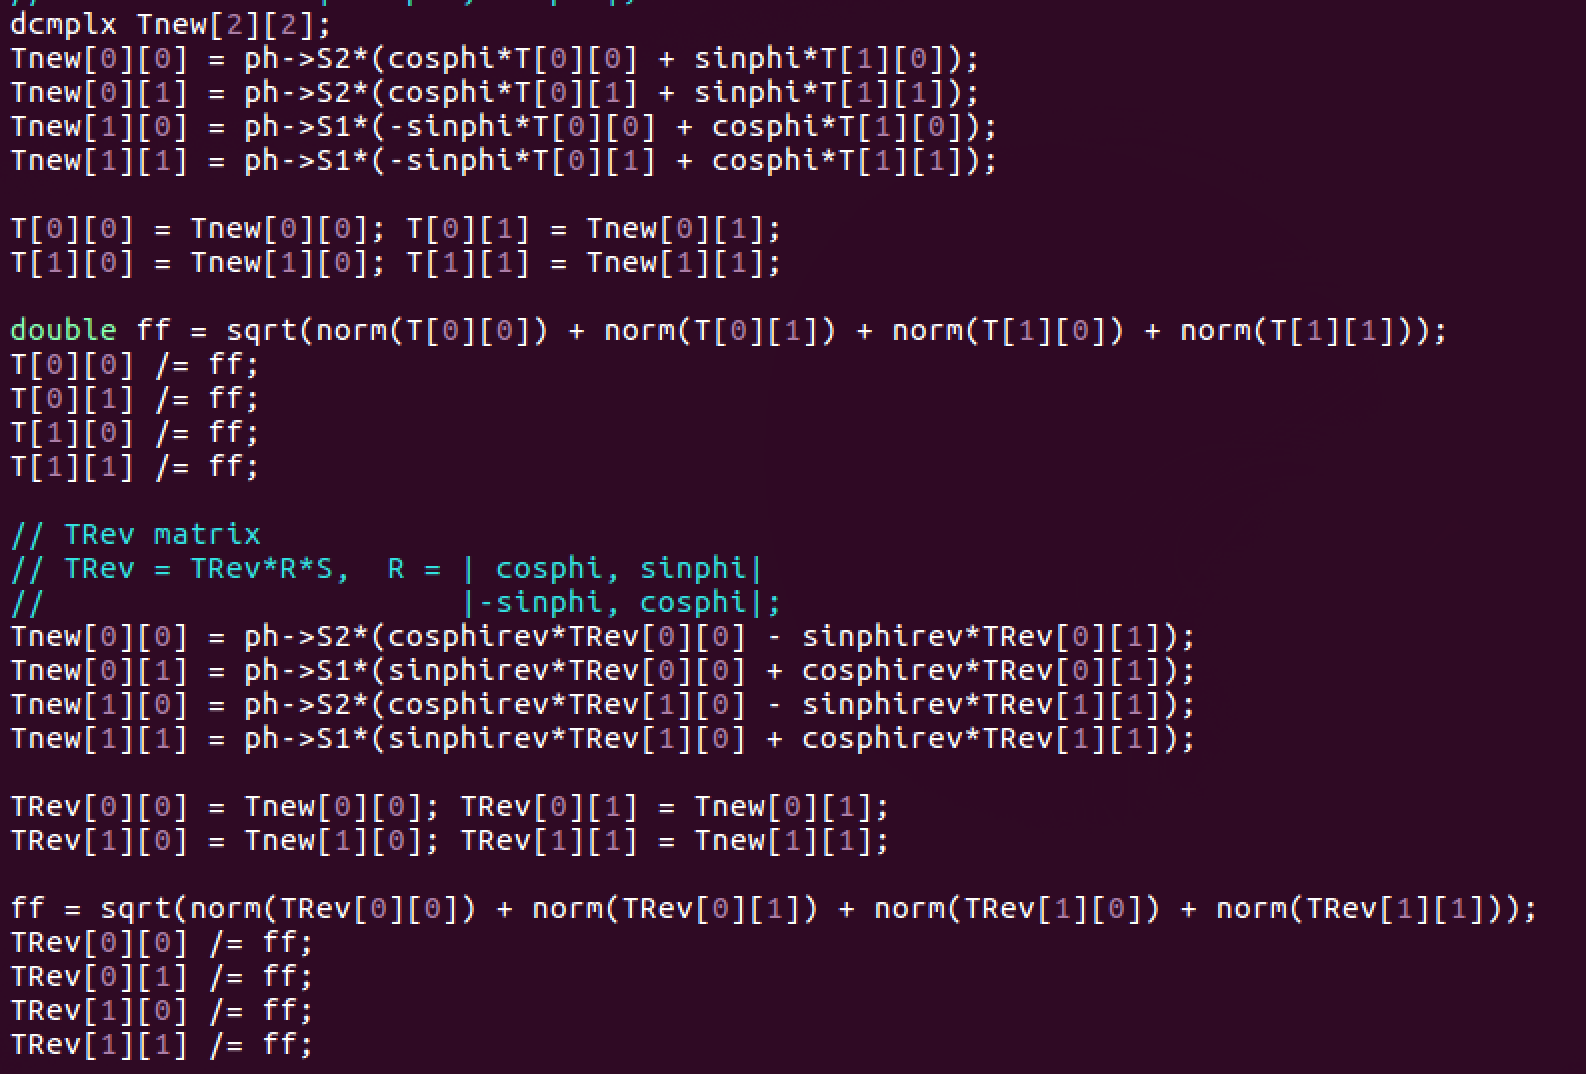 dcmplx Tnew[2][2];
Tnew[0][0] = ph->S2*(cosphi*T[0][0] + sinphi*T[1][0]);
Tnew[0][1] = ph->S2*(cosphi*T[0][1] + sinphi*T[1][1]);
Tnew[1][0] = ph->S1*(-sinphi*T[0][0] + cosphi*T[1][0]);
Tnew[1][1] = ph->S1*(-sinphi*T[0][1] + cosphi*T[1][1]);

T[0][0] = Tnew[0][0]; T[0][1] = Tnew[0][1];
T[1][0] = Tnew[1][0]; T[1][1] = Tnew[1][1];

double ff = sqrt(norm(T[0][0]) + norm(T[0][1]) + norm(T[1][0]) + norm(T[1][1]));
T[0][0] /= ff;
T[0][1] /= ff;
T[1][0] /= ff;
T[1][1] /= ff;

// TRev matrix
// TRev = TRev*R*S,  R = | cosphi, sinphi|
//                       |-sinphi, cosphi|;
Tnew[0][0] = ph->S2*(cosphirev*TRev[0][0] - sinphirev*TRev[0][1]);
Tnew[0][1] = ph->S1*(sinphirev*TRev[0][0] + cosphirev*TRev[0][1]);
Tnew[1][0] = ph->S2*(cosphirev*TRev[1][0] - sinphirev*TRev[1][1]);
Tnew[1][1] = ph->S1*(sinphirev*TRev[1][0] + cosphirev*TRev[1][1]);

TRev[0][0] = Tnew[0][0]; TRev[0][1] = Tnew[0][1];
TRev[1][0] = Tnew[1][0]; TRev[1][1] = Tnew[1][1];

ff = sqrt(norm(TRev[0][0]) + norm(TRev[0][1]) + norm(TRev[1][0]) + norm(TRev[1][1]));
TRev[0][0] /= ff;
TRev[0][1] /= ff;
TRev[1][0] /= ff;
TRev[1][1] /= ff;